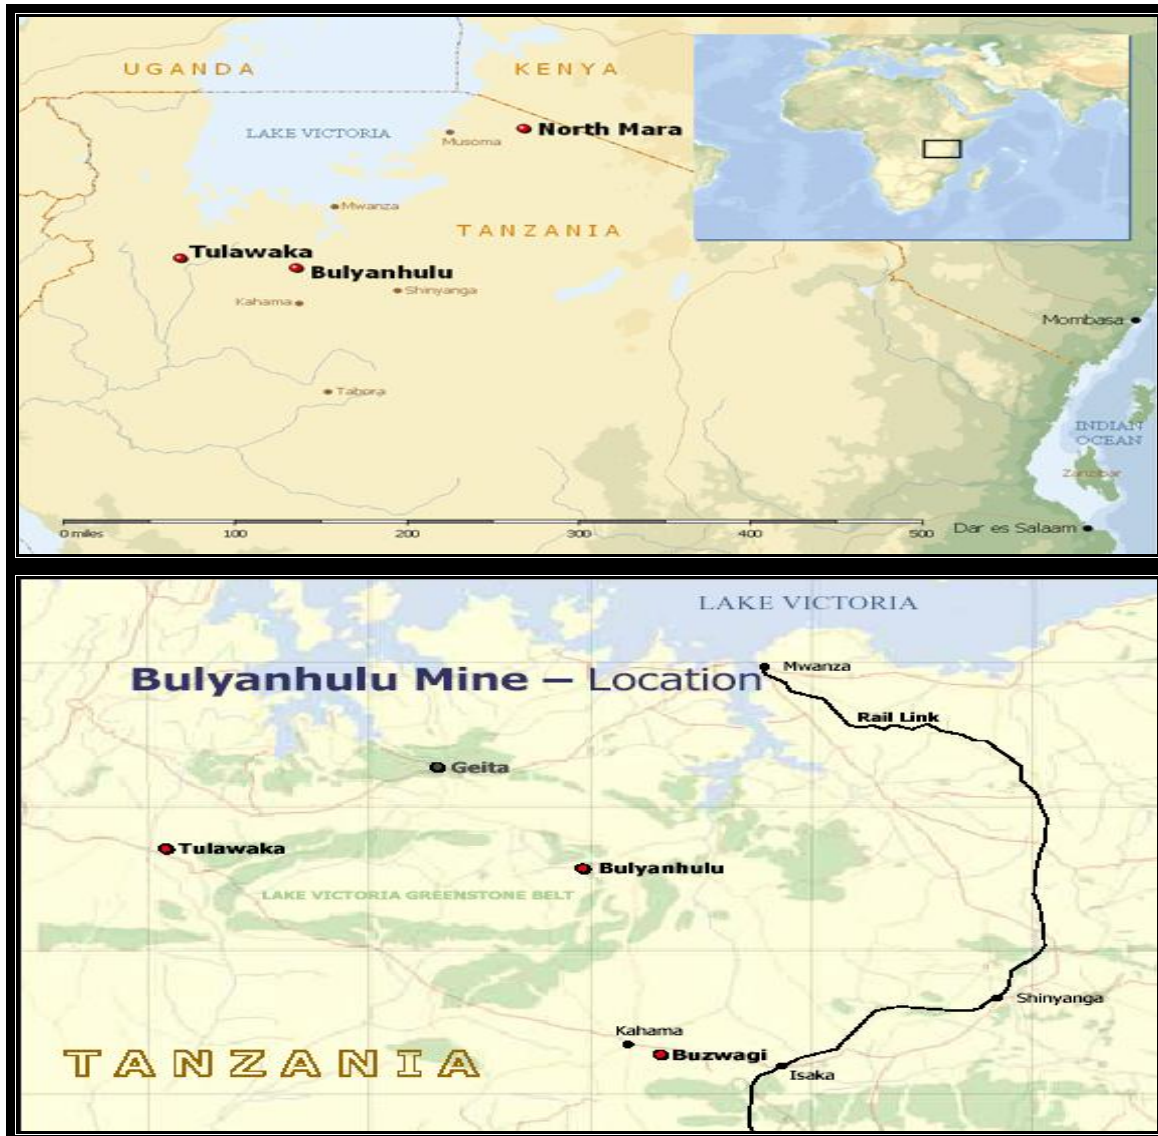 UGANDA
KENYA
LAKE VICTORIA
Musoma
North Mara
Mwanza
TANZANIA
Tulawaka
Bulyanhulu
Shinyanga
Kahama
Mombasa
Tabora
INDIAN
OCEAN
Zanzibar
0 miles 100 200 300 400 500
Dar es Salaam
LAKE VICTORIA
Mwanza
Bulyanhulu Mine – Location
Rail Link
Geita
Tulawaka
Bulyanhulu
LAKE VICTORIA GREENSTONE BELT
Shinyanga
Kahama
Buzwagi
TANZANIA
Isaka